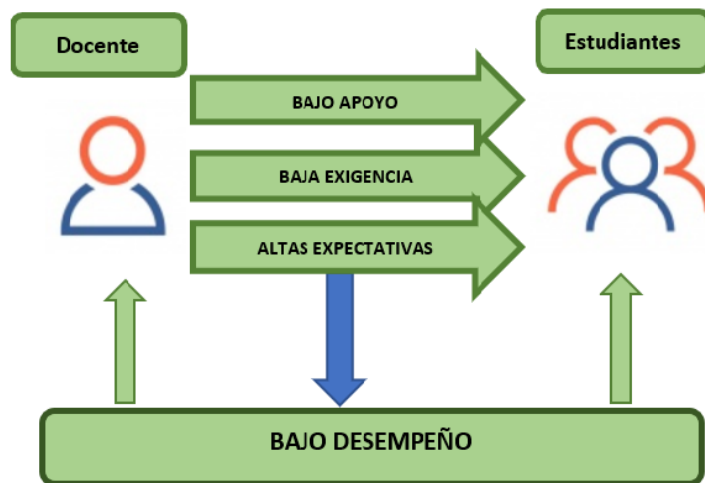 Docente
Estudiantes
BAJO APOYO
BAJA EXIGENCIA
ALTAS EXPECTATIVAS
BAJO DESEMPEÑO